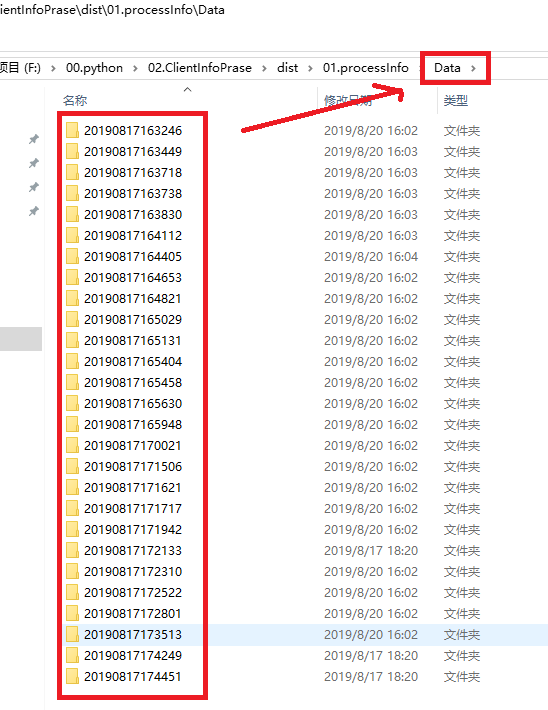 lientInfoPrase\dist\01.processInfo\Data
项目 (F:) > 00.python > 02.ClientInfoPrase > dist > 01.processInfo > Data >
名称 修改日期 类型
20190817163246 2019/8/20 16:02 文件夹
20190817163449 2019/8/20 16:03 文件夹
20190817163718 2019/8/20 16:03 文件夹
20190817163738 2019/8/20 16:03 文件夹
20190817163830 2019/8/20 16:03 文件夹
20190817164112 2019/8/20 16:03 文件夹
20190817164405 2019/8/20 16:04 文件夹
20190817164653 2019/8/20 16:02 文件夹
20190817164821 2019/8/20 16:02 文件夹
20190817165029 2019/8/20 16:02 文件夹
20190817165131 2019/8/20 16:02 文件夹
20190817165404 2019/8/20 16:02 文件夹
20190817165458 2019/8/20 16:02 文件夹
20190817165630 2019/8/20 16:02 文件夹
20190817165948 2019/8/20 16:02 文件夹
20190817170021 2019/8/20 16:02 文件夹
20190817171506 2019/8/20 16:02 文件夹
20190817171621 2019/8/20 16:02 文件夹
20190817171717 2019/8/20 16:02 文件夹
20190817171942 2019/8/20 16:02 文件夹
20190817172133 2019/8/17 18:20 文件夹
20190817172310 2019/8/20 16:02 文件夹
20190817172522 2019/8/20 16:02 文件夹
20190817172801 2019/8/20 16:02 文件夹
20190817173513 2019/8/20 16:02 文件夹
20190817174249 2019/8/17 18:20 文件夹
20190817174451 2019/8/17 18:20 文件夹